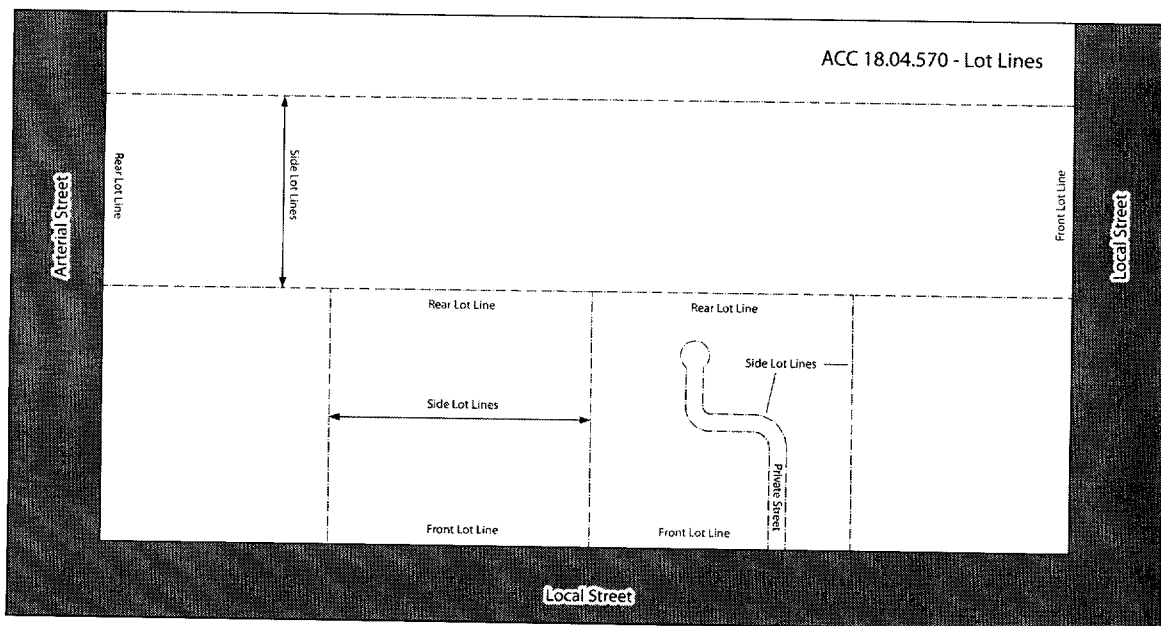 ACC 18.04.570 - Lot Lines
Arterial Street
Rear Lot Line
Side Lot Lines
Front Lot Line
Local Street
Rear Lot Line
Rear Lot Line
Side Lot Lines
Side Lot Lines
Private Street
Front Lot Line
Front Lot Line
Local Street